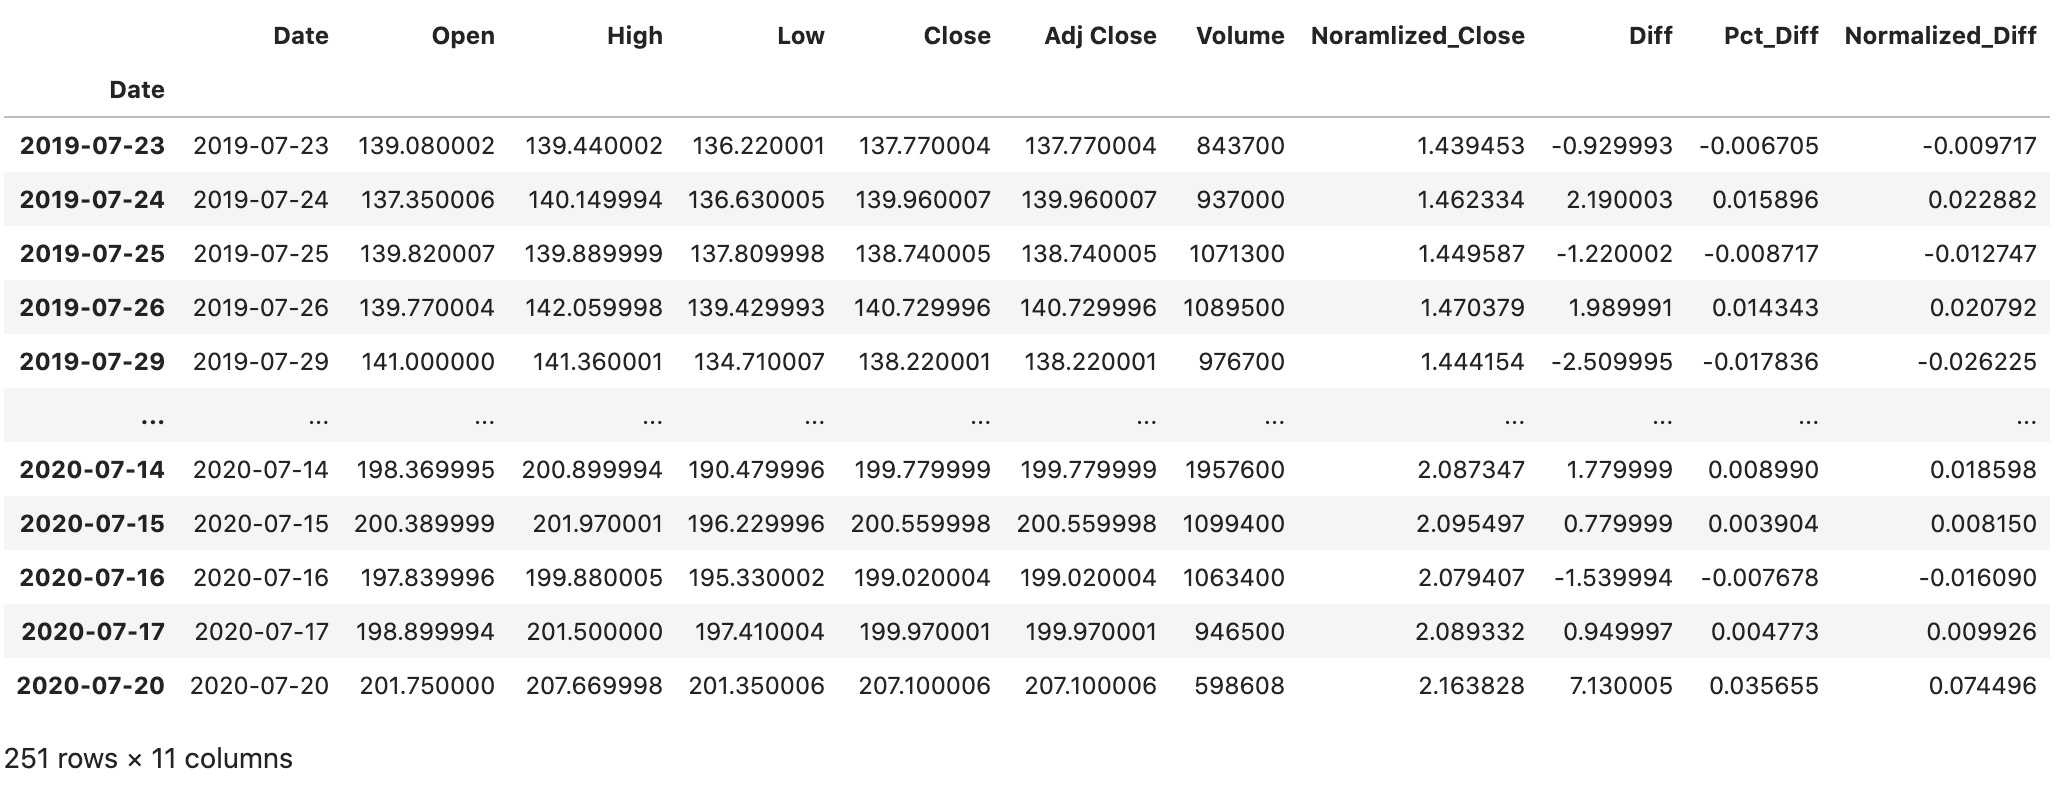 Date Open High Low Close Adj Close Volume Noramlized_Close Diff Pct_Diff Normalized_Diff
Date
2019-07-23 2019-07-23 139.080002 139.440002 136.220001 137.770004 137.770004 843700 1.439453 -0.929993 -0.006705 -0.009717
2019-07-24 2019-07-24 137.350006 140.149994 136.630005 139.960007 139.960007 937000 1.462334 2.190003 0.015896 0.022882
2019-07-25 2019-07-25 139.820007 139.889999 137.809998 138.740005 138.740005 1071300 1.449587 -1.220002 -0.008717 -0.012747
2019-07-26 2019-07-26 139.770004 142.059998 139.429993 140.729996 140.729996 1089500 1.470379 1.989991 0.014343 0.020792
2019-07-29 2019-07-29 141.000000 141.360001 134.710007 138.220001 138.220001 976700 1.444154 -2.509995 -0.017836 -0.026225
... ... ... ... ... ... ... ... ... ... ... ...
2020-07-14 2020-07-14 198.369995 200.899994 190.479996 199.779999 199.779999 1957600 2.087347 1.779999 0.008990 0.018598
2020-07-15 2020-07-15 200.389999 201.970001 196.229996 200.559998 200.559998 1099400 2.095497 0.779999 0.003904 0.008150
2020-07-16 2020-07-16 197.839996 199.880005 195.330002 199.020004 199.020004 1063400 2.079407 -1.539994 -0.007678 -0.016090
2020-07-17 2020-07-17 198.899994 201.500000 197.410004 199.970001 199.970001 946500 2.089332 0.949997 0.004773 0.009926
2020-07-20 2020-07-20 201.750000 207.669998 201.350006 207.100006 207.100006 598608 2.163828 7.130005 0.035655 0.074496
251 rows × 11 columns